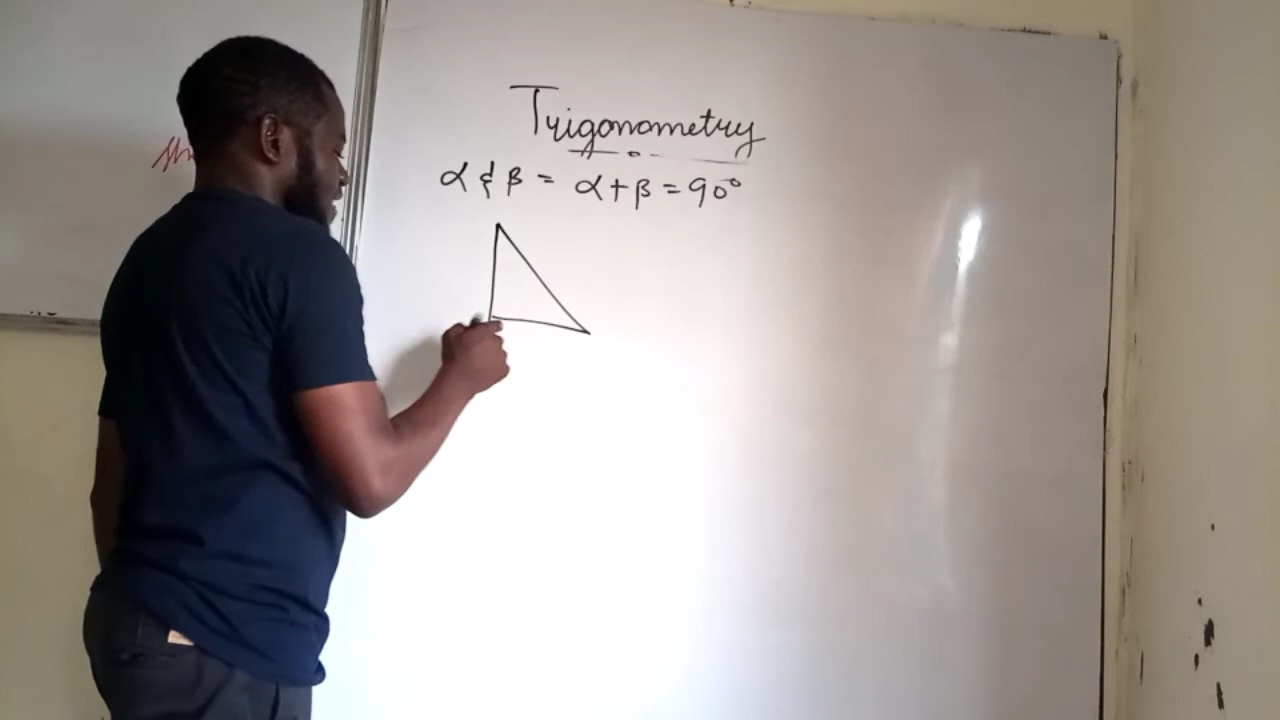 Trigonometry
α & β = α+β = 90°